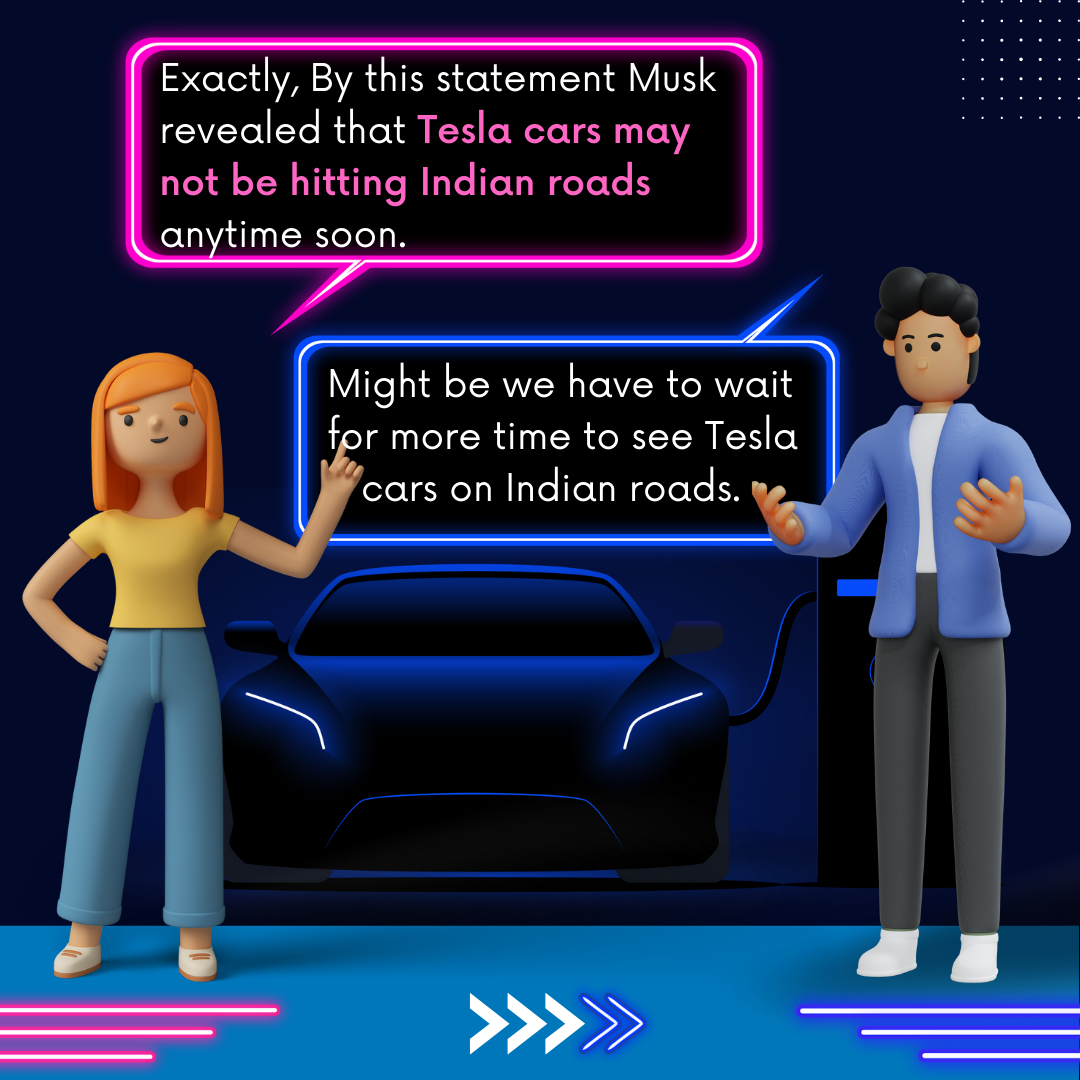 Exactly, By this statement Musk
revealed that Tesla cars may
not be hitting Indian roads
anytime soon.
Might be we have to wait
for more time to see Tesla
cars on Indian roads.